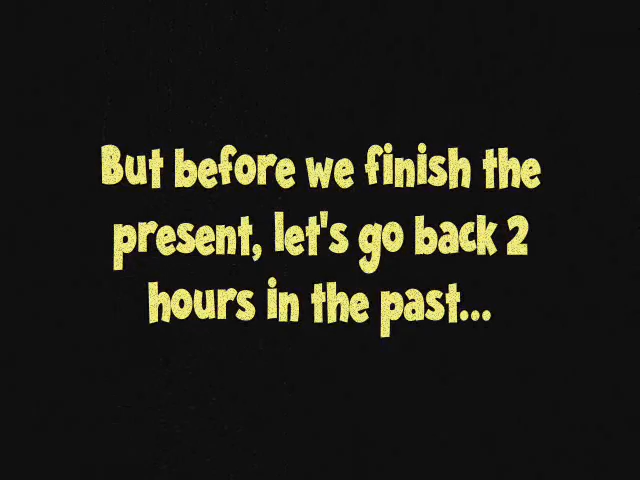 But before we finish the
present, let's go back 2
hours in the past...